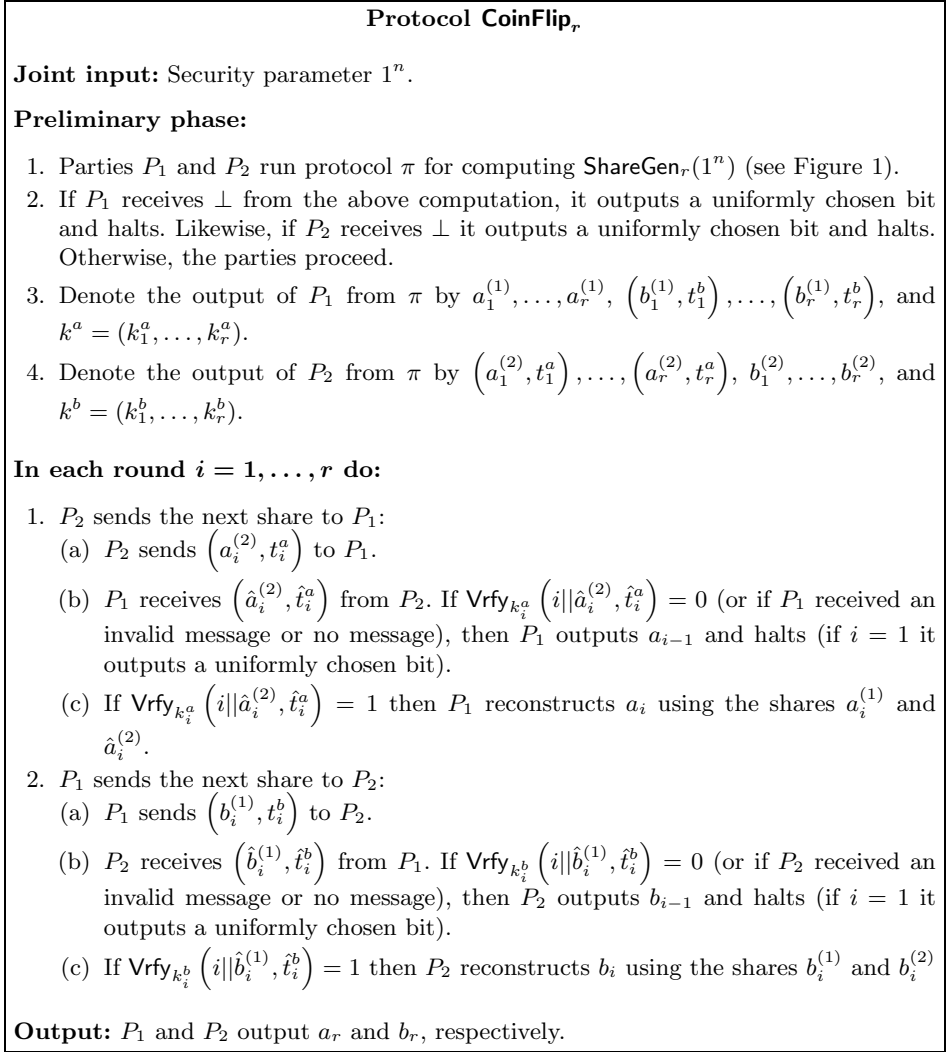 Protocol CoinFlip_r
Joint input: Security parameter 1^n.
Preliminary phase:
1. Parties P_1 and P_2 run protocol π for computing ShareGen_r(1^n) (see Figure 1).
2. If P_1 receives ⊥ from the above computation, it outputs a uniformly chosen bit
and halts. Likewise, if P_2 receives ⊥ it outputs a uniformly chosen bit and halts.
Otherwise, the parties proceed.
3. Denote the output of P_1 from π by a_1^{(1)}, . . . , a_r^{(1)}, (b_1^{(1)}, t_1^b), . . . , (b_r^{(1)}, t_r^b), and
k^a = (k_1^a, . . . , k_r^a).
4. Denote the output of P_2 from π by (a_1^{(2)}, t_1^a), . . . , (a_r^{(2)}, t_r^a), b_1^{(2)}, . . . , b_r^{(2)}, and
k^b = (k_1^b, . . . , k_r^b).
In each round i = 1, . . . , r do:
1. P_2 sends the next share to P_1:
(a) P_2 sends (a_i^{(2)}, t_i^a) to P_1.
(b) P_1 receives (â_i^{(2)}, t̂_i^a) from P_2. If Vrfy_{k_i^a}(i||â_i^{(2)}, t̂_i^a) = 0 (or if P_1 received an
invalid message or no message), then P_1 outputs a_{i−1} and halts (if i = 1 it
outputs a uniformly chosen bit).
(c) If Vrfy_{k_i^a}(i||â_i^{(2)}, t̂_i^a) = 1 then P_1 reconstructs a_i using the shares a_i^{(1)} and
â_i^{(2)}.
2. P_1 sends the next share to P_2:
(a) P_1 sends (b_i^{(1)}, t_i^b) to P_2.
(b) P_2 receives (b̂_i^{(1)}, t̂_i^b) from P_1. If Vrfy_{k_i^b}(i||b̂_i^{(1)}, t̂_i^b) = 0 (or if P_2 received an
invalid message or no message), then P_2 outputs b_{i−1} and halts (if i = 1 it
outputs a uniformly chosen bit).
(c) If Vrfy_{k_i^b}(i||b̂_i^{(1)}, t̂_i^b) = 1 then P_2 reconstructs b_i using the shares b_i^{(1)} and b_i^{(2)}
Output: P_1 and P_2 output a_r and b_r, respectively.